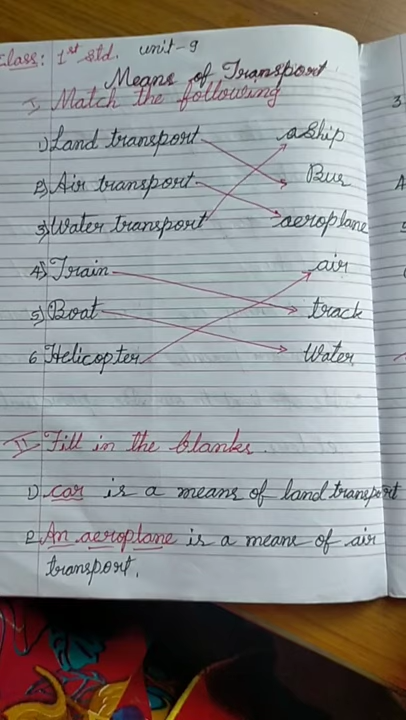 Class: 1st std. unit-9
Means of Transport
I Match the following
1) Land transport a Ship
2) Air transport Bus
3) Water transport aeroplane
4) Train air
5) Boat track
6 Helicopter Water
II Fill in the blanks.
1) car is a means of land transport
2 An aeroplane is a means of air
transport.
3
4